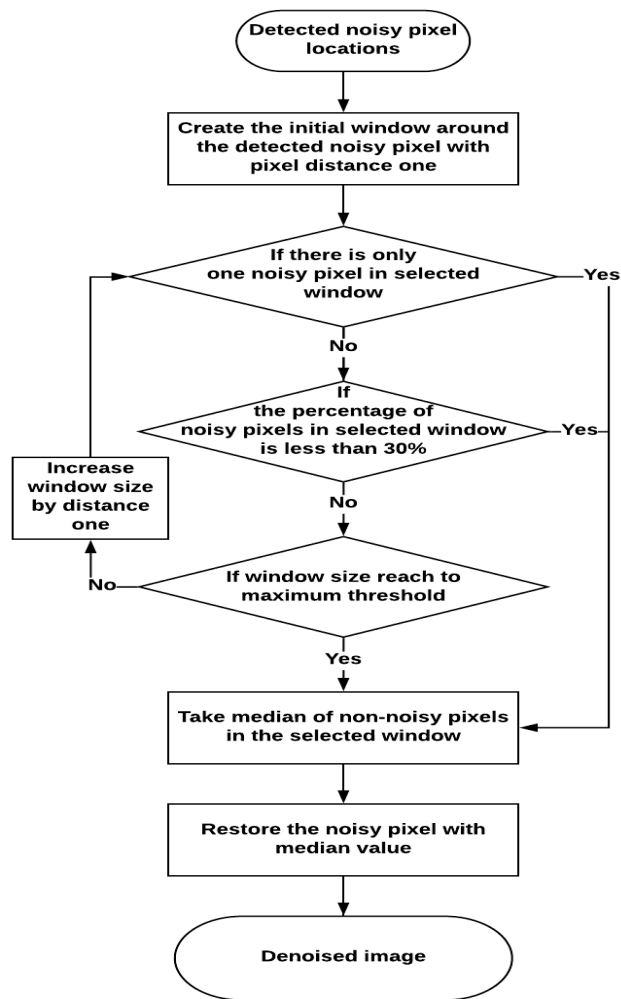 Detected noisy pixel
locations
Create the initial window around
the detected noisy pixel with
pixel distance one
If there is only
one noisy pixel in selected
window
Yes
No
If
the percentage of
noisy pixels in selected window
is less than 30%
Yes
No
Increase
window size
by distance
one
If window size reach to
maximum threshold
No
Yes
Take median of non-noisy pixels
in the selected window
Restore the noisy pixel with
median value
Denoised image